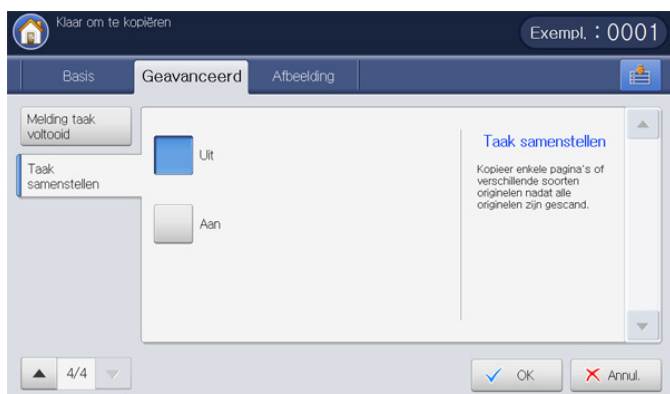 Klaar om te kopiëren
Exempl. : 0001
Basis
Geavanceerd
Afbeelding
Melding taak
voltooid
Taak
samenstellen
Uit
Aan
Taak samenstellen
Kopieer enkele pagina's of
verschillende soorten
originelen nadat alle
originelen zijn gescand.
4/4
OK
Annul.